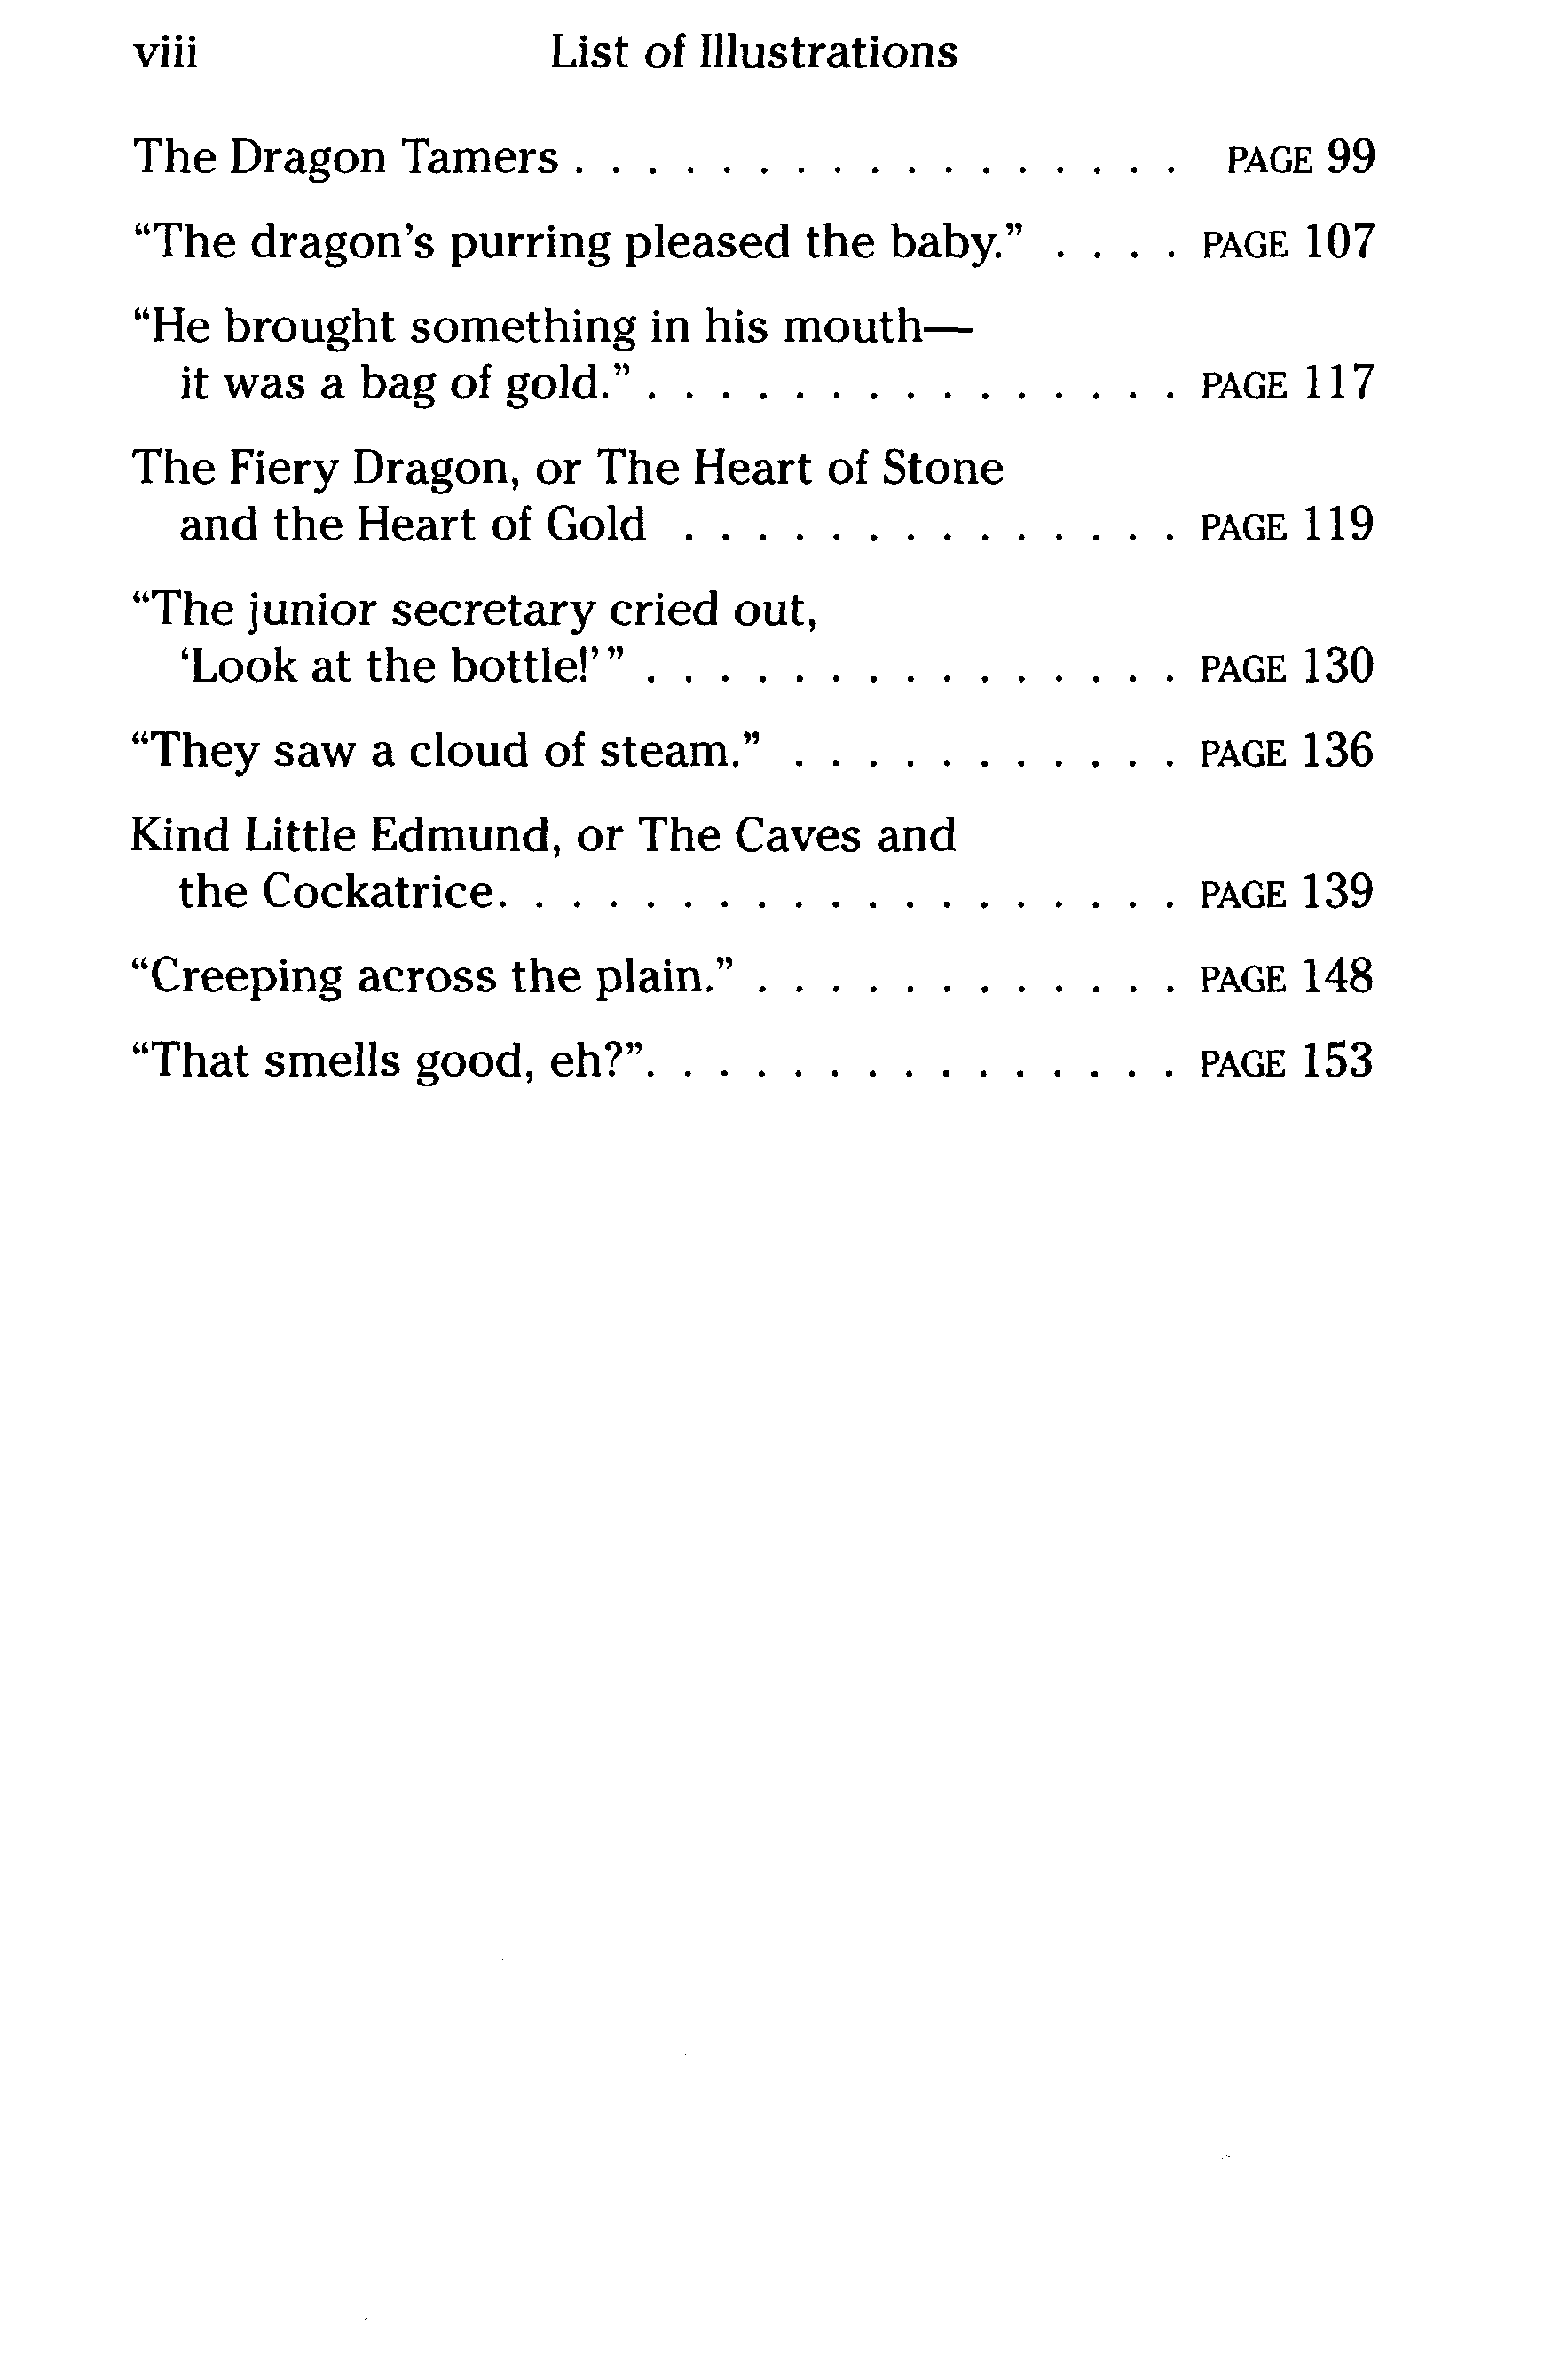 viii List of Illustrations
The Dragon Tamers . . . . . . . . . . . . . . . . . PAGE 99
“The dragon’s purring pleased the baby.” . . . . PAGE 107
“He brought something in his mouth—
it was a bag of gold.” . . . . . . . . . . . . . . . PAGE 117
The Fiery Dragon, or The Heart of Stone
and the Heart of Gold . . . . . . . . . . . . . . PAGE 119
“The junior secretary cried out,
‘Look at the bottle!’” . . . . . . . . . . . . . . . PAGE 130
“They saw a cloud of steam.” . . . . . . . . . . . PAGE 136
Kind Little Edmund, or The Caves and
the Cockatrice. . . . . . . . . . . . . . . . . . . PAGE 139
“Creeping across the plain.” . . . . . . . . . . . . PAGE 148
“That smells good, eh?”. . . . . . . . . . . . . . . PAGE 153